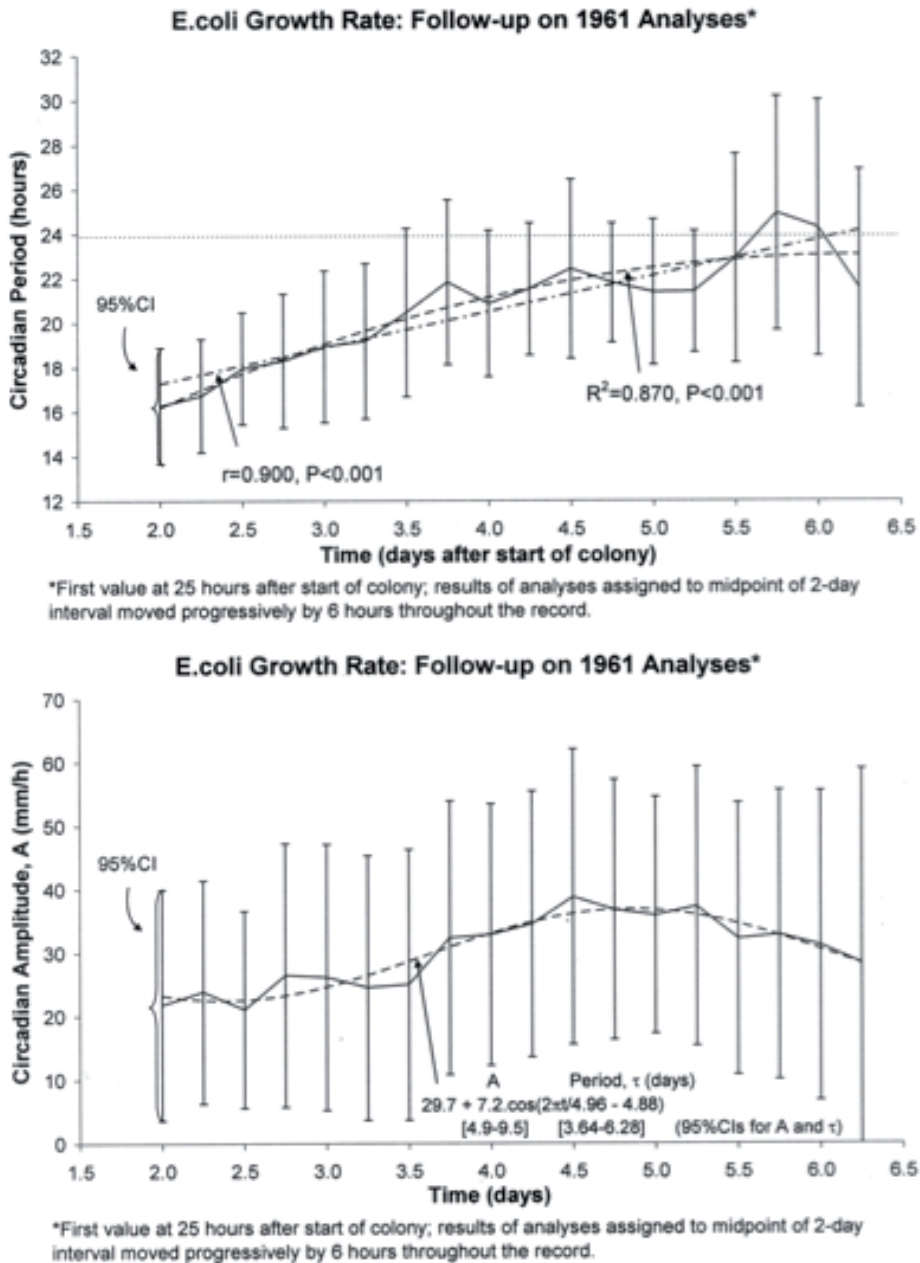 E.coli Growth Rate: Follow-up on 1961 Analyses*
Circadian Period (hours)
32
30
28
26
24
22
20
18
16
14
12
95%CI
R²=0.870, P<0.001
r=0.900, P<0.001
1.5 2.0 2.5 3.0 3.5 4.0 4.5 5.0 5.5 6.0 6.5
Time (days after start of colony)
*First value at 25 hours after start of colony; results of analyses assigned to midpoint of 2-day
interval moved progressively by 6 hours throughout the record.
E.coli Growth Rate: Follow-up on 1961 Analyses*
Circadian Amplitude, A (mm/h)
70
60
50
40
30
20
10
0
95%CI
A Period, τ (days)
29.7 + 7.2.cos(2πt/4.96 - 4.88)
[4.9-9.5] [3.64-6.28] (95%CIs for A and τ)
1.5 2.0 2.5 3.0 3.5 4.0 4.5 5.0 5.5 6.0 6.5
Time (days)
*First value at 25 hours after start of colony; results of analyses assigned to midpoint of 2-day
interval moved progressively by 6 hours throughout the record.